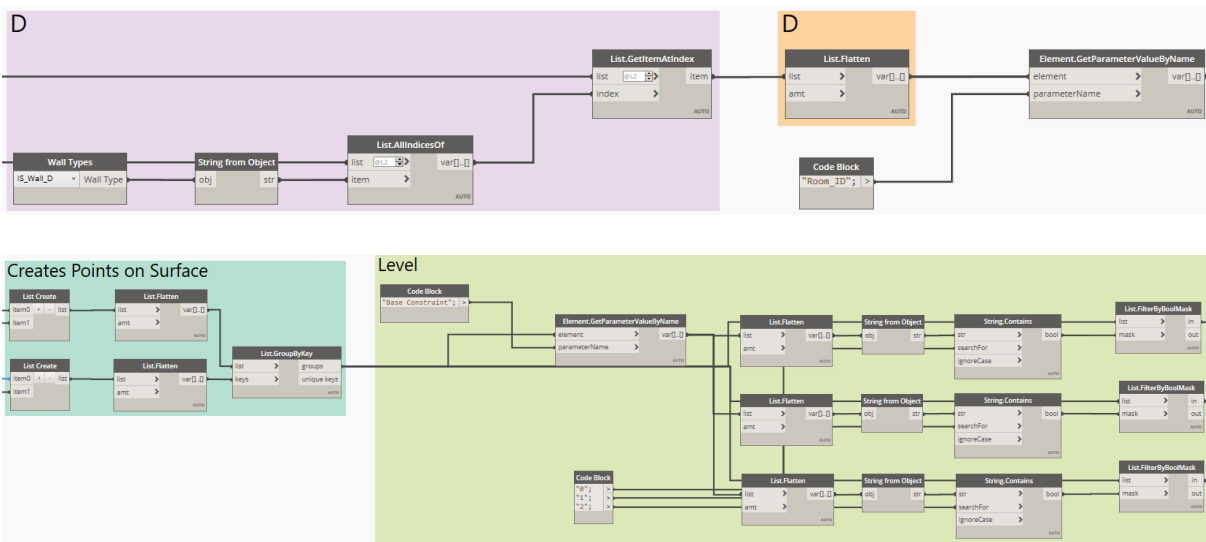 D
D
List.GetItemAtIndex
list @L2 > item
index >
AUTO
List.Flatten
list > var[]..[]
amt >
AUTO
Element.GetParameterValueByName
element > var[]..[]
parameterName >
AUTO
List.AllIndicesOf
list @L2 > var[]..[]
item >
AUTO
Wall Types
IS_Wall_D Wall Type
AUTO
String from Object
obj str
AUTO
Code Block
"Room_ID"; >
Creates Points on Surface
Level
List Create
item0 + - list
item1
AUTO
List.Flatten
list > var[]..[]
amt >
AUTO
List Create
item0 + - list
item1
AUTO
List.Flatten
list > var[]..[]
amt >
AUTO
List.GroupByKey
list > groups
keys > unique keys
AUTO
Code Block
"Base Constraint"; >
Element.GetParameterValueByName
element > var[]..[]
parameterName >
AUTO
List.Flatten
list > var[]..[]
amt >
AUTO
String from Object
obj str
AUTO
String.Contains
str > bool
searchFor >
ignoreCase >
AUTO
List.FilterByBoolMask
list > in
mask > out
AUTO
List.Flatten
list > var[]..[]
amt >
AUTO
String from Object
obj str
AUTO
String.Contains
str > bool
searchFor >
ignoreCase >
AUTO
List.FilterByBoolMask
list > in
mask > out
AUTO
Code Block
"0"; >
"1"; >
"2"; >
List.Flatten
list > var[]..[]
amt >
AUTO
String from Object
obj str
AUTO
String.Contains
str > bool
searchFor >
ignoreCase >
AUTO
List.FilterByBoolMask
list > in
mask > out
AUTO